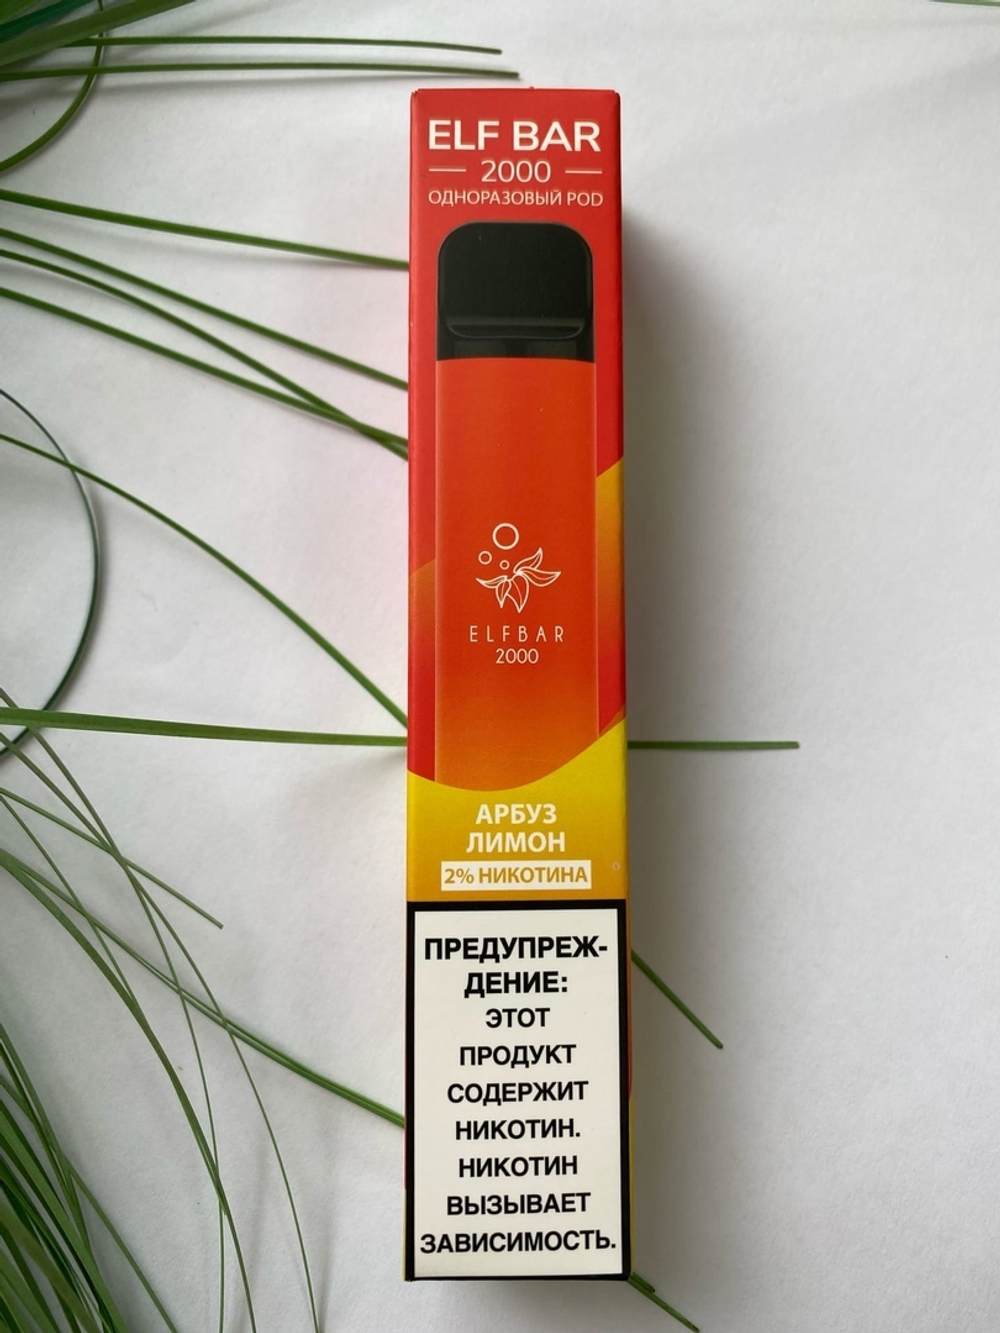 ELF BAR
2000
ОДНОРАЗОВЫЙ POD
ELFBAR
2000
АРБУЗ
ЛИМОН
2% НИКОТИНА
ПРЕДУПРЕЖ-
ДЕНИЕ:
ЭТОТ
ПРОДУКТ
СОДЕРЖИТ
НИКОТИН.
НИКОТИН
ВЫЗЫВАЕТ
ЗАВИСИМОСТЬ.